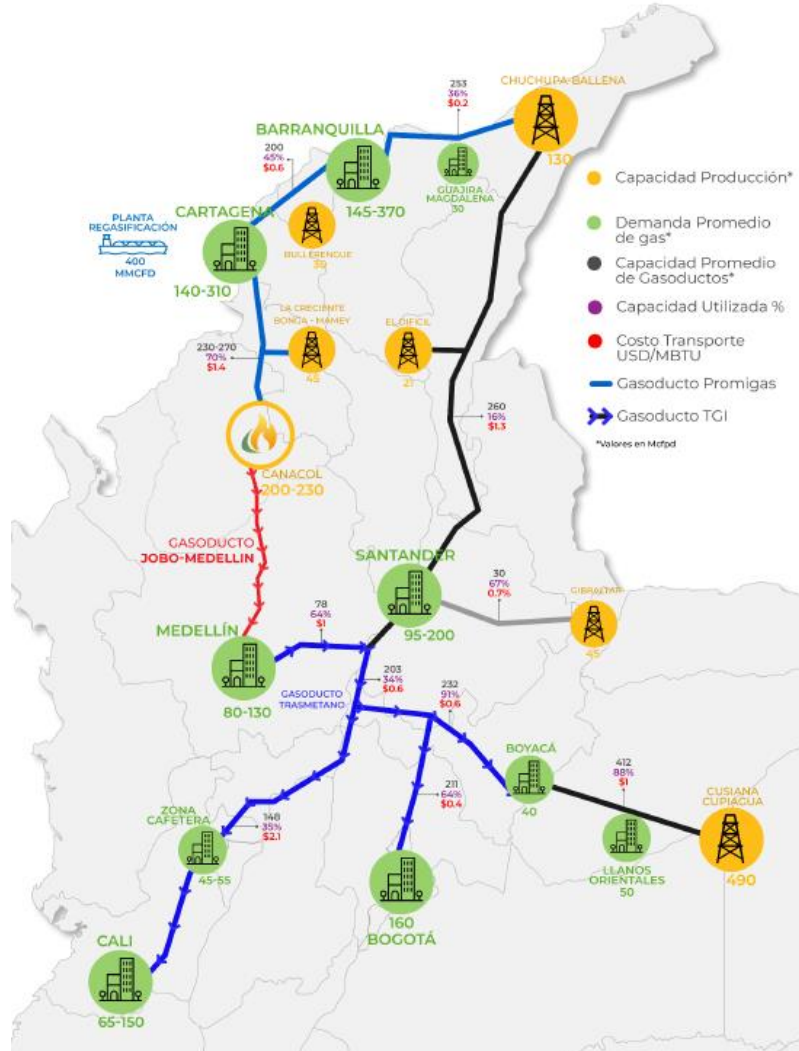 253
36%
$0.2
CHUCHUPA-BALLENA
130
BARRANQUILLA
145-370
200
45%
$0.6
GUAJIRA
MAGDALENA
30
PLANTA
REGASIFICACIÓN
400
MMCFD
CARTAGENA
140-310
BULLERENGUE
30
LA CRECIENTE
BONGA - MAMEY
45
EL DIFICIL
21
230-270
70%
$1.4
260
16%
$1.3
CANACOL
200-230
GASODUCTO
JOBO-MEDELLIN
SANTANDER
95-200
30
67%
0.7%
GIBRALTAR
45
MEDELLÍN
80-130
78
64%
$1
GASODUCTO
TRASMETANO
203
34%
$0.6
232
91%
$0.6
BOYACÁ
40
412
88%
$1
CUSIANA
CUPIAGUA
490
LLANOS
ORIENTALES
50
211
64%
$0.4
160
BOGOTÁ
ZONA
CAFETERA
45-55
148
35%
$2.1
CALI
65-150
Capacidad Producción*
Demanda Promedio
de gas*
Capacidad Promedio
de Gasoductos*
Capacidad Utilizada %
Costo Transporte
USD/MBTU
Gasoducto Promigas
Gasoducto TGI
*Valores en Mcfpd